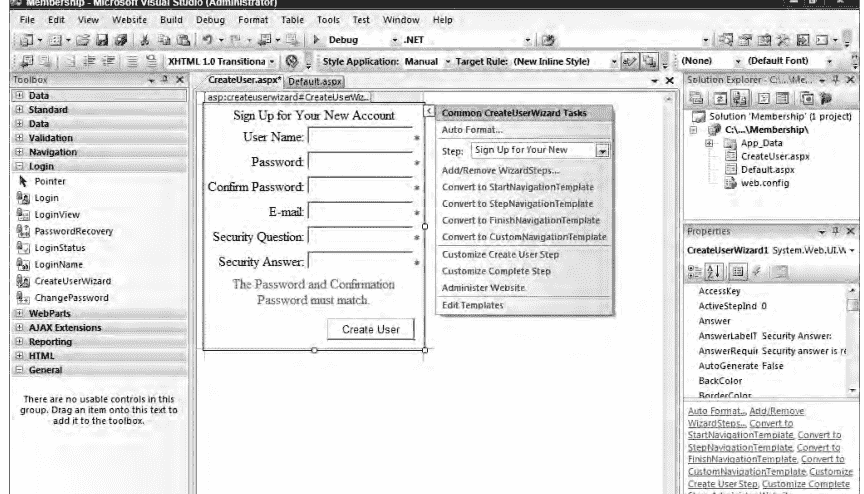 Membership - Microsoft Visual Studio (Administrator)
File Edit View Website Build Debug Format Table Tools Test Window Help
Debug .NET
XHTML 1.0 Transitiona Style Application: Manual Target Rule: (New Inline Style) (None) (Default Font)
Toolbox
Data
Standard
Data
Validation
Navigation
Login
Pointer
Login
LoginView
PasswordRecovery
LoginStatus
LoginName
CreateUserWizard
ChangePassword
WebParts
AJAX Extensions
Reporting
HTML
General
There are no usable controls in this
group. Drag an item onto this text to
add it to the toolbox.
CreateUser.aspx* Default.aspx
asp:createuserwizard#CreateUserWiz...
Sign Up for Your New Account
User Name: *
Password: *
Confirm Password: *
E-mail: *
Security Question: *
Security Answer: *
The Password and Confirmation
Password must match.
Create User
Common CreateUserWizard Tasks
Auto Format...
Step: Sign Up for Your New
Add/Remove WizardSteps...
Convert to StartNavigationTemplate
Convert to StepNavigationTemplate
Convert to FinishNavigationTemplate
Convert to CustomNavigationTemplate
Customize Create User Step
Customize Complete Step
Administer Website
Edit Templates
Solution Explorer - C:\...\Me...
Solution 'Membership' (1 project)
C:\...\Membership\
App_Data
CreateUser.aspx
Default.aspx
web.config
Properties
CreateUserWizard1 System.Web.UI.W
AccessKey
ActiveStepInd 0
Answer
AnswerLabelT Security Answer:
AnswerRequir Security answer is re
AutoGenerate False
BackColor
BorderColor
Auto Format..., Add/Remove
WizardSteps..., Convert to
StartNavigationTemplate, Convert to
StepNavigationTemplate, Convert to
FinishNavigationTemplate, Convert to
CustomNavigationTemplate, Customize
Create User Step, Customize Complete